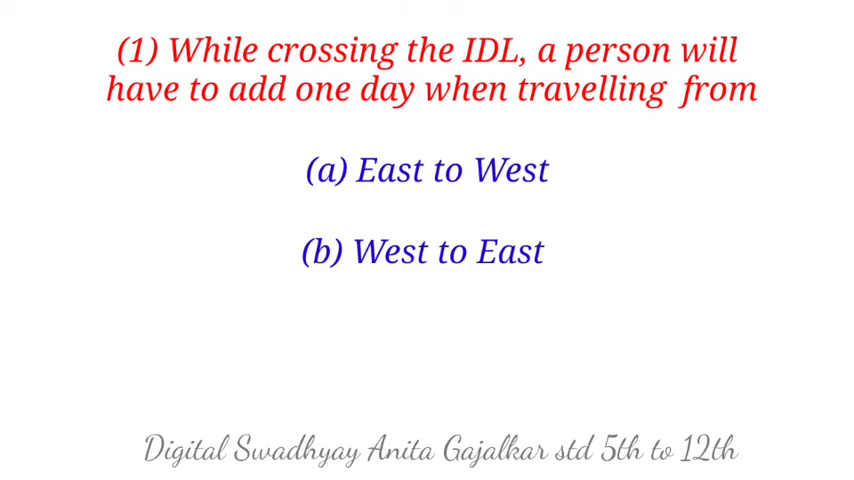 (1) While crossing the IDL, a person will
have to add one day when travelling from
(a) East to West
(b) West to East
Digital Swadhyay Anita Gajalkar std 5th to 12th